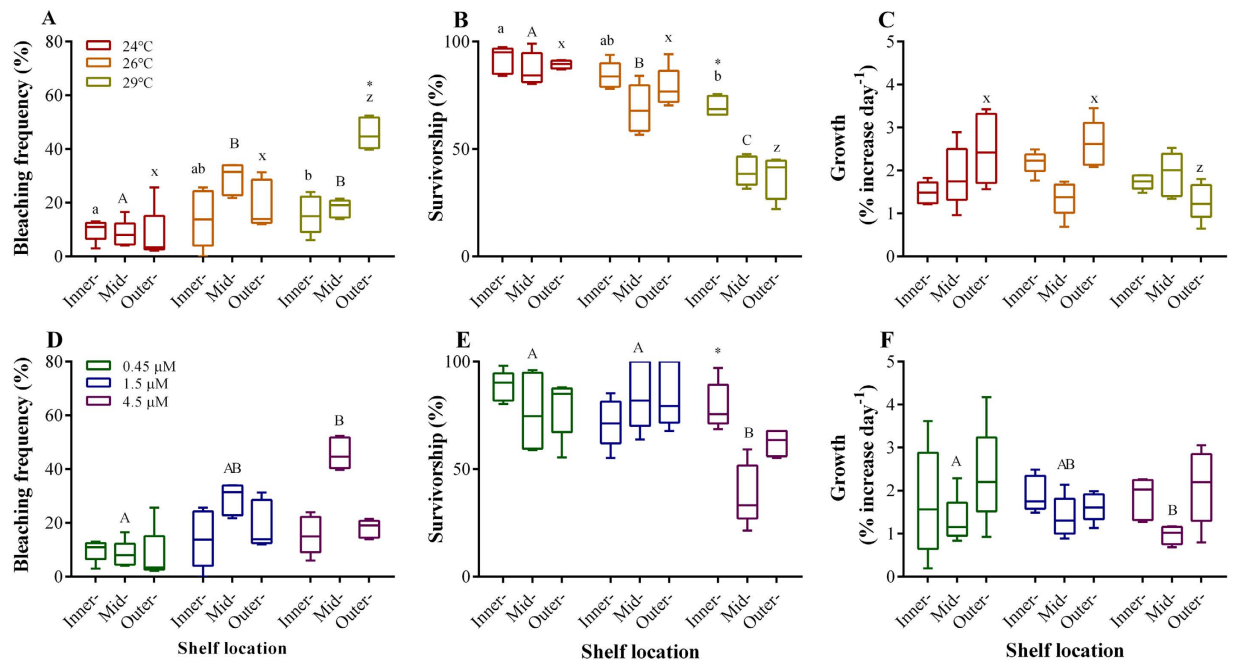 A
Bleaching frequency (%)
80
60
40
20
0
24°C
26°C
29°C
a
A
x
ab
B
x
b
B
*
z
Inner-
Mid-
Outer-
Inner-
Mid-
Outer-
Inner-
Mid-
Outer-
B
Survivorship (%)
100
50
0
a
A
x
ab
B
x
*
b
C
z
Inner-
Mid-
Outer-
Inner-
Mid-
Outer-
Inner-
Mid-
Outer-
C
Growth
(% increase day-1)
5
4
3
2
1
0
x
x
z
Inner-
Mid-
Outer-
Inner-
Mid-
Outer-
Inner-
Mid-
Outer-
D
Bleaching frequency (%)
80
60
40
20
0
0.45 µM
1.5 µM
4.5 µM
A
AB
B
Inner-
Mid-
Outer-
Inner-
Mid-
Outer-
Inner-
Mid-
Outer-
Shelf location
E
Survivorship (%)
100
50
0
A
A
*
B
Inner-
Mid-
Outer-
Inner-
Mid-
Outer-
Inner-
Mid-
Outer-
Shelf location
F
Growth
(% increase day-1)
5
4
3
2
1
0
A
AB
B
Inner-
Mid-
Outer-
Inner-
Mid-
Outer-
Inner-
Mid-
Outer-
Shelf location